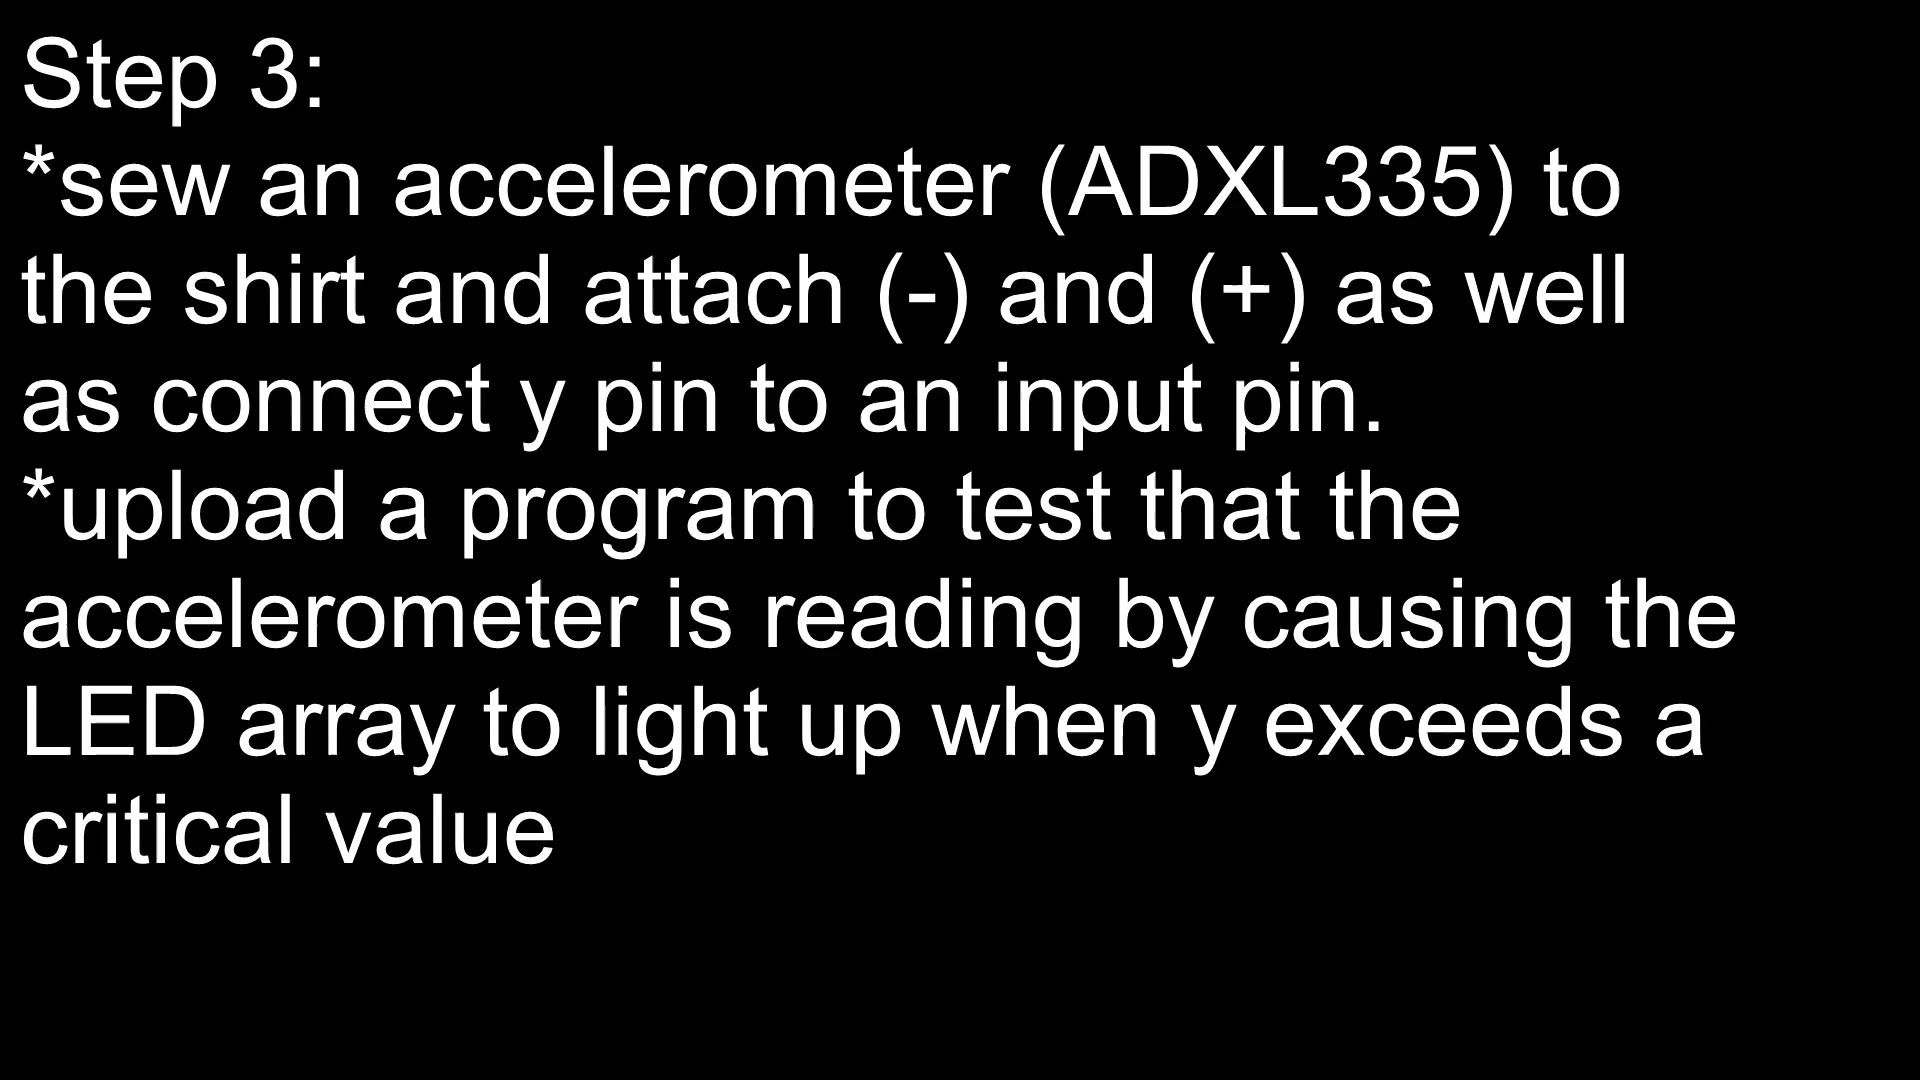 Step 3:
*sew an accelerometer (ADXL335) to
the shirt and attach (-) and (+) as well
as connect y pin to an input pin.
*upload a program to test that the
accelerometer is reading by causing the
LED array to light up when y exceeds a
critical value